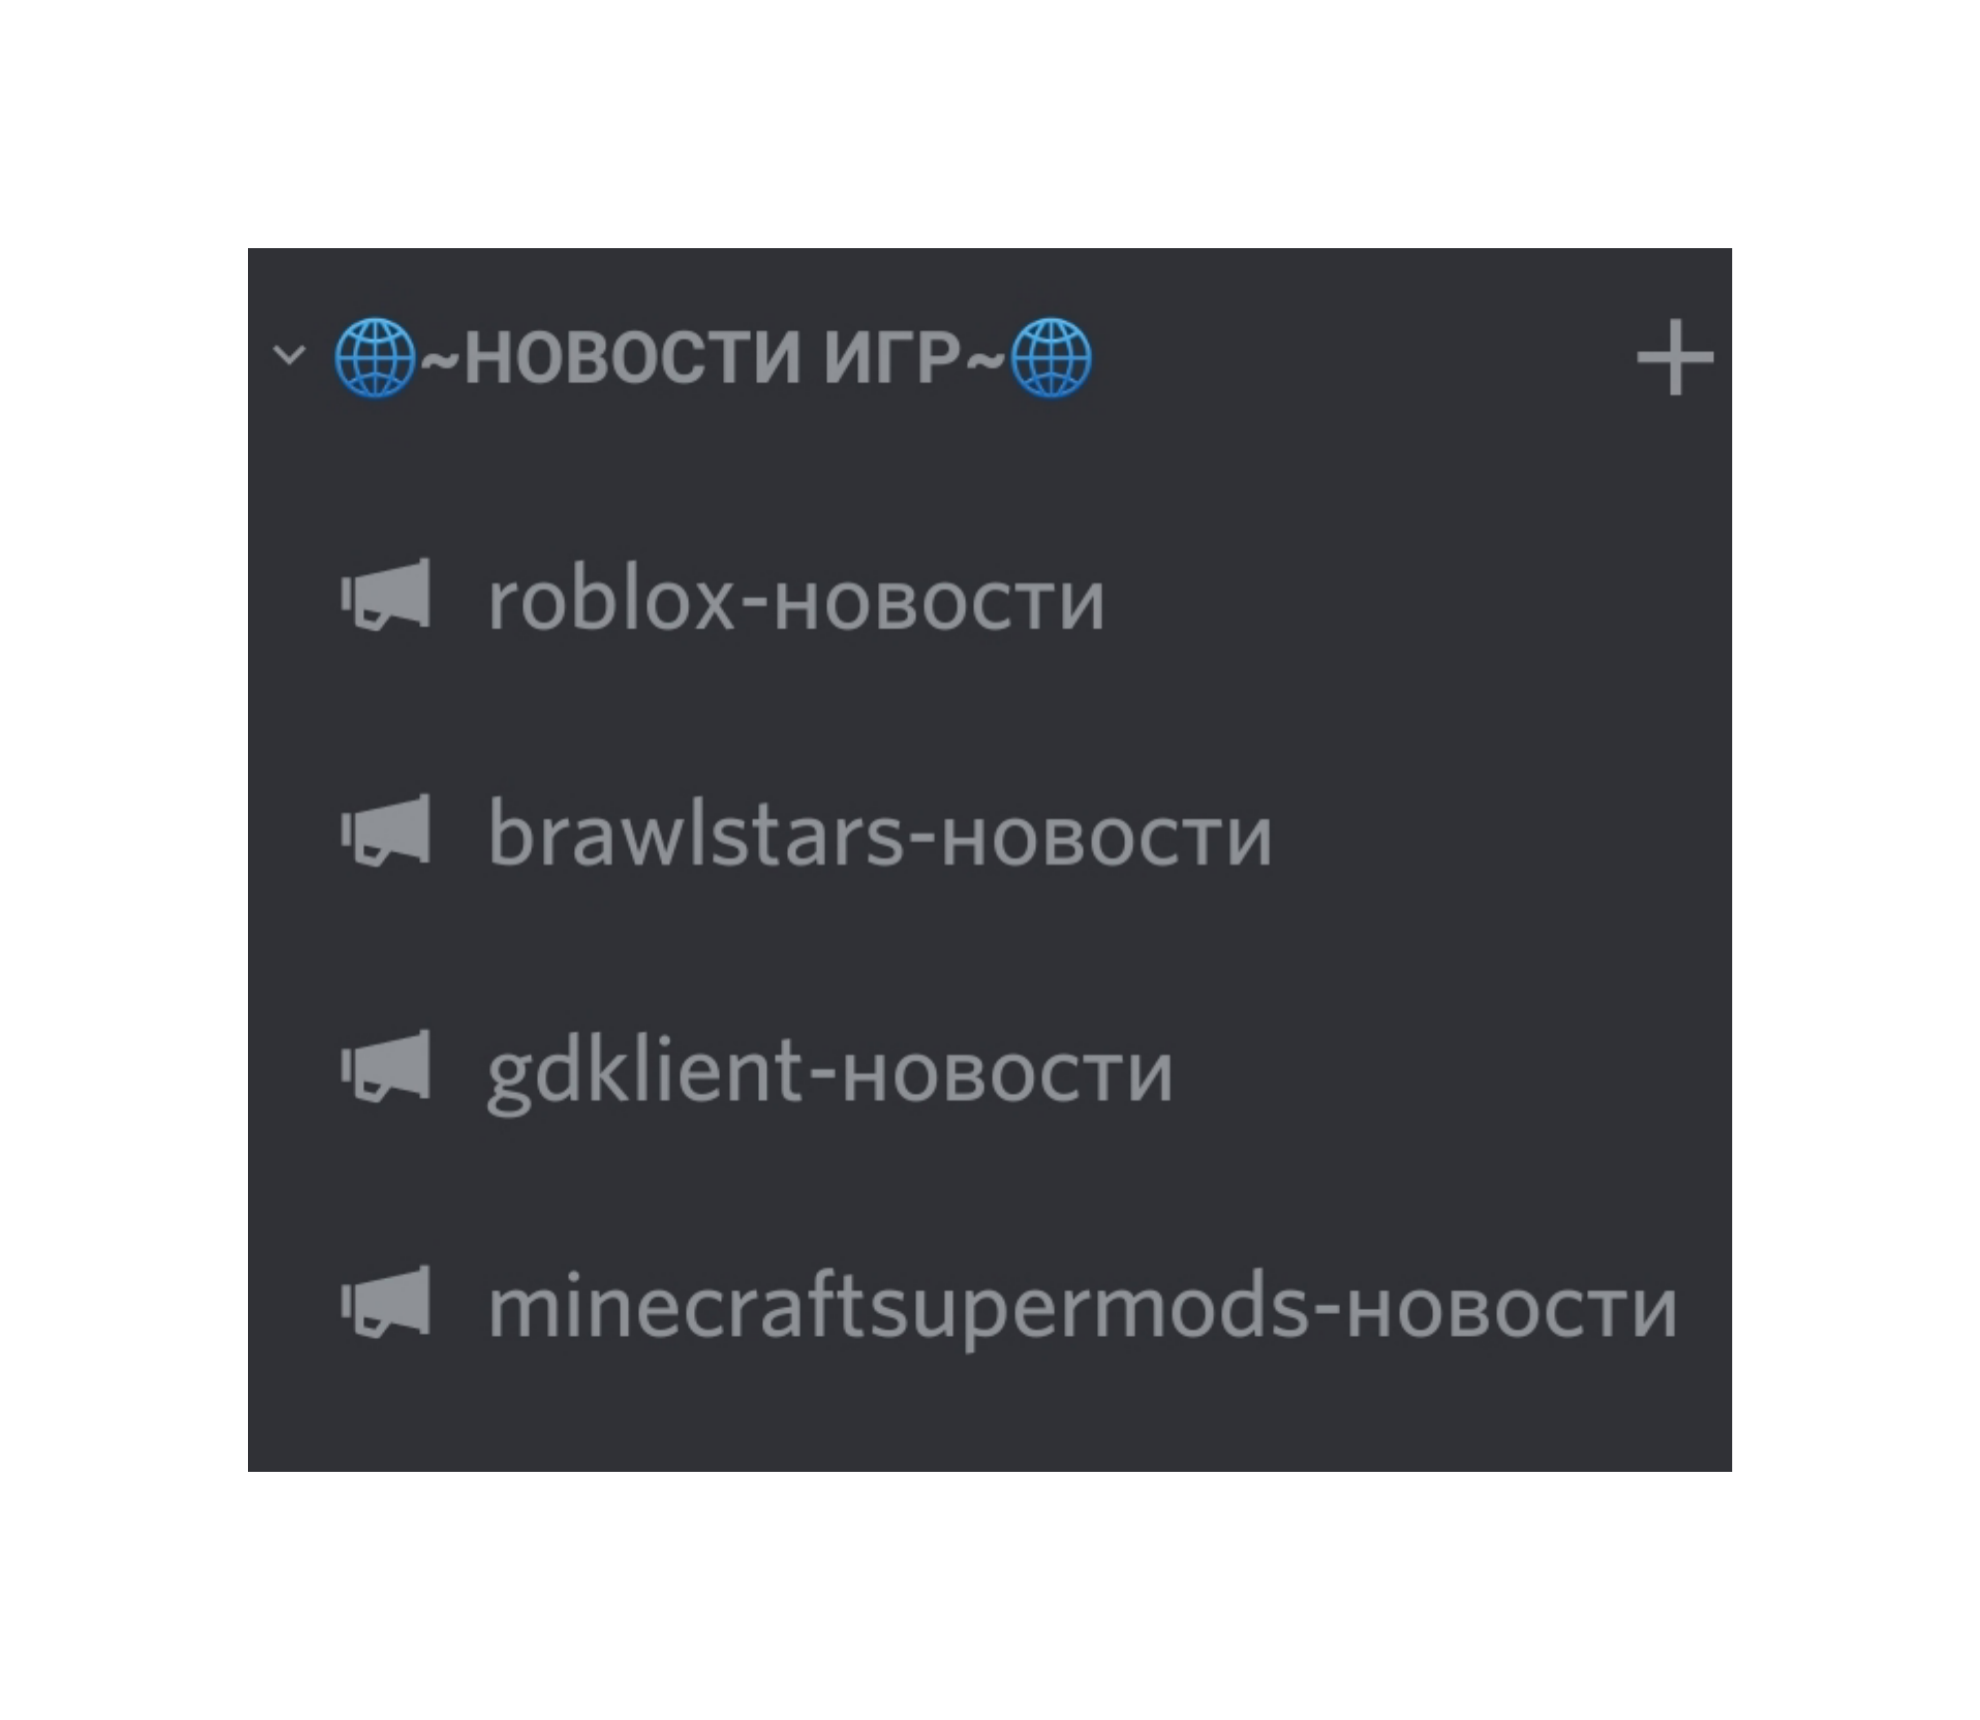 🌐~НОВОСТИ ИГР~🌐
roblox-новости
brawlstars-новости
gdklient-новости
minecraftsupermods-новости